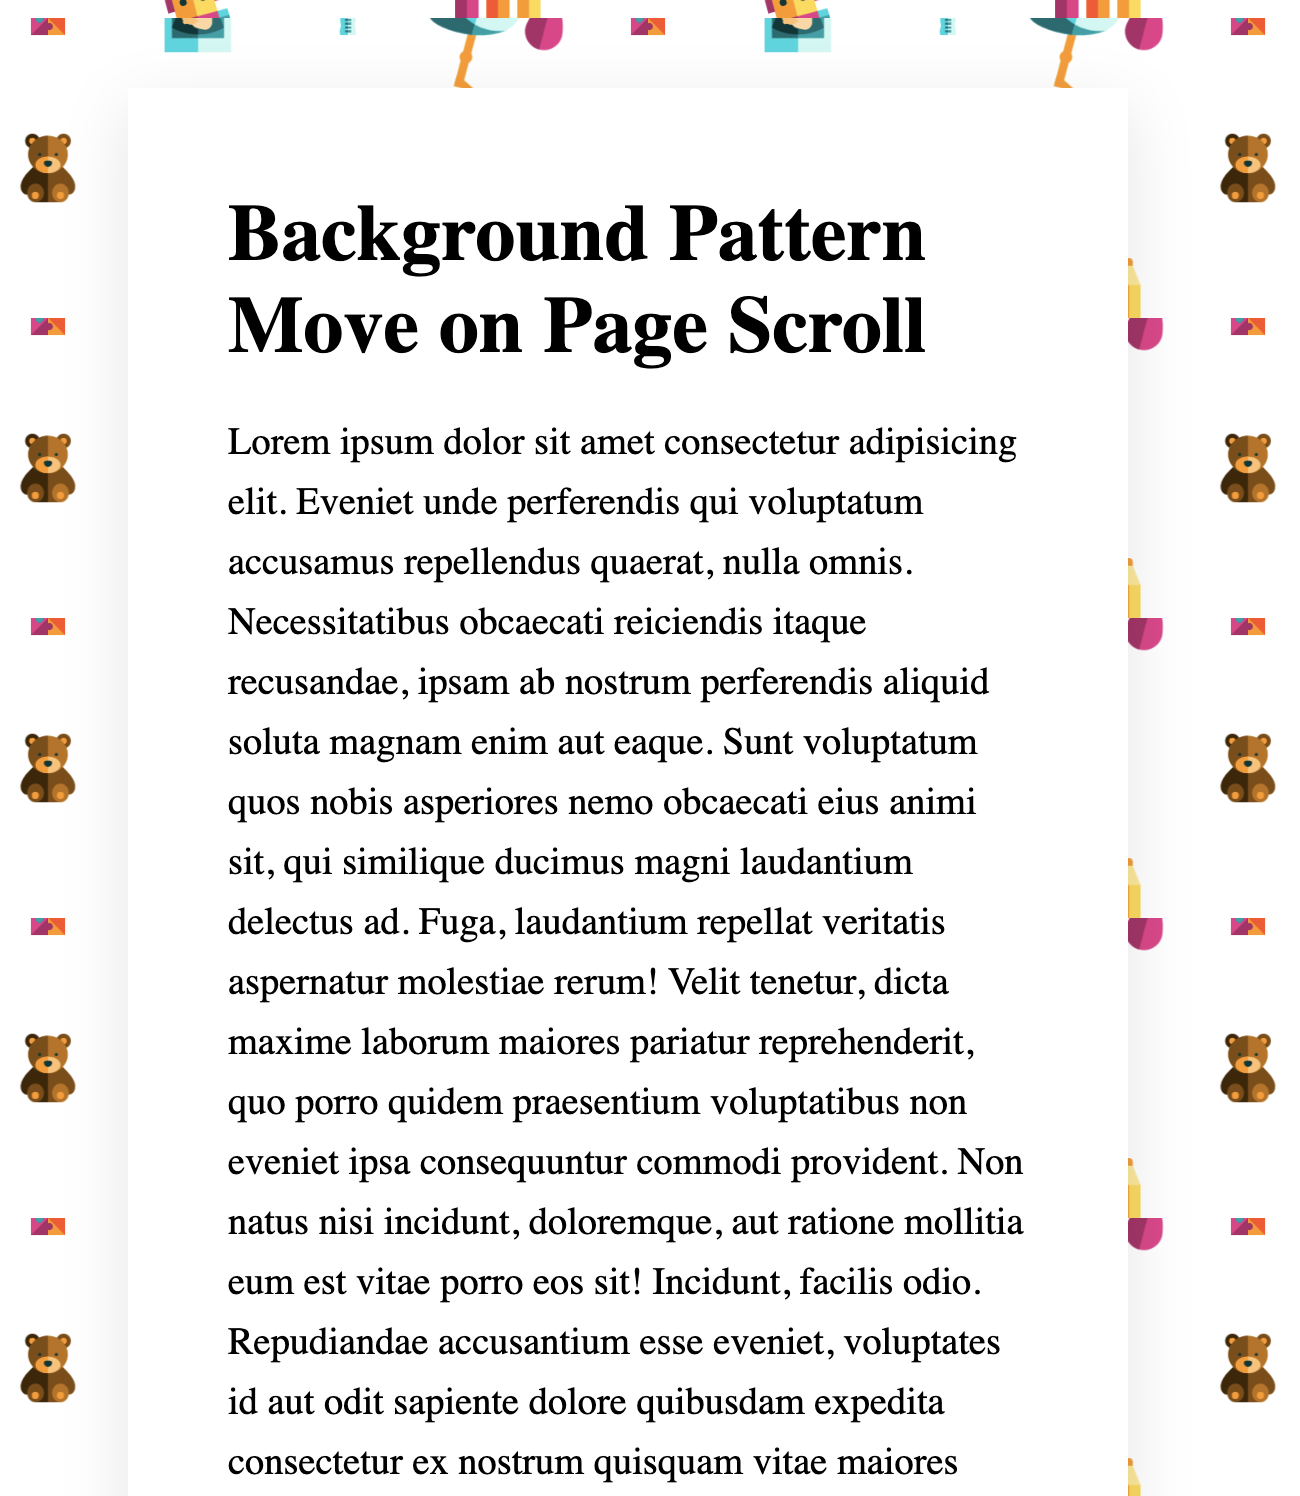 Background Pattern
Move on Page Scroll
Lorem ipsum dolor sit amet consectetur adipisicing
elit. Eveniet unde perferendis qui voluptatum
accusamus repellendus quaerat, nulla omnis.
Necessitatibus obcaecati reiciendis itaque
recusandae, ipsam ab nostrum perferendis aliquid
soluta magnam enim aut eaque. Sunt voluptatum
quos nobis asperiores nemo obcaecati eius animi
sit, qui similique ducimus magni laudantium
delectus ad. Fuga, laudantium repellat veritatis
aspernatur molestiae rerum! Velit tenetur, dicta
maxime laborum maiores pariatur reprehenderit,
quo porro quidem praesentium voluptatibus non
eveniet ipsa consequuntur commodi provident. Non
natus nisi incidunt, doloremque, aut ratione mollitia
eum est vitae porro eos sit! Incidunt, facilis odio.
Repudiandae accusantium esse eveniet, voluptates
id aut odit sapiente dolore quibusdam expedita
consectetur ex nostrum quisquam vitae maiores